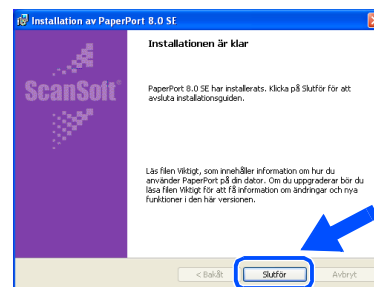 Installation av PaperPort 8.0 SE
Installationen är klar
ScanSoft
PaperPort 8.0 SE har installerats. Klicka på Slutför för att
avsluta installationsguiden.
Läs filen Viktigt, som innehåller information om hur du
använder PaperPort på din dator. Om du uppgraderar bör du
läsa filen Viktigt för att få information om ändringar och nya
funktioner i den här versionen.
< Bakåt
Slutför
Avbryt